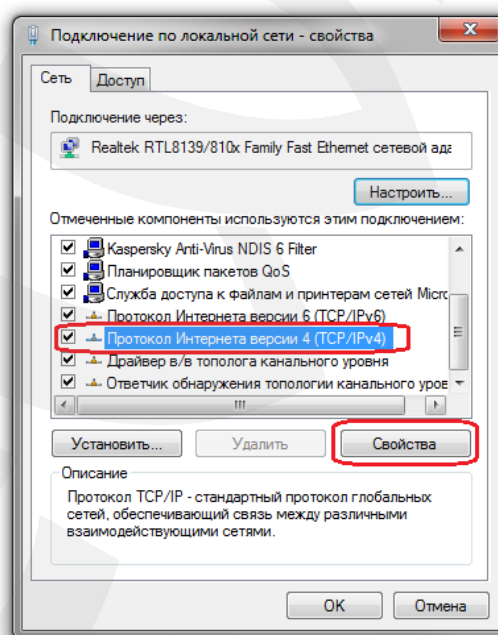 Подключение по локальной сети - свойства
Сеть
Доступ
Подключение через:
Realtek RTL8139/810x Family Fast Ethernet сетевой ада
Настроить...
Отмеченные компоненты используются этим подключением:
Kaspersky Anti-Virus NDIS 6 Filter
Планировщик пакетов QoS
Служба доступа к файлам и принтерам сетей Micro
Протокол Интернета версии 6 (TCP/IPv6)
Протокол Интернета версии 4 (TCP/IPv4)
Драйвер в/в тополога канального уровня
Ответчик обнаружения топологии канального уров
Установить...
Удалить
Свойства
Описание
Протокол TCP/IP - стандартный протокол глобальных
сетей, обеспечивающий связь между различными
взаимодействующими сетями.
OK
Отмена